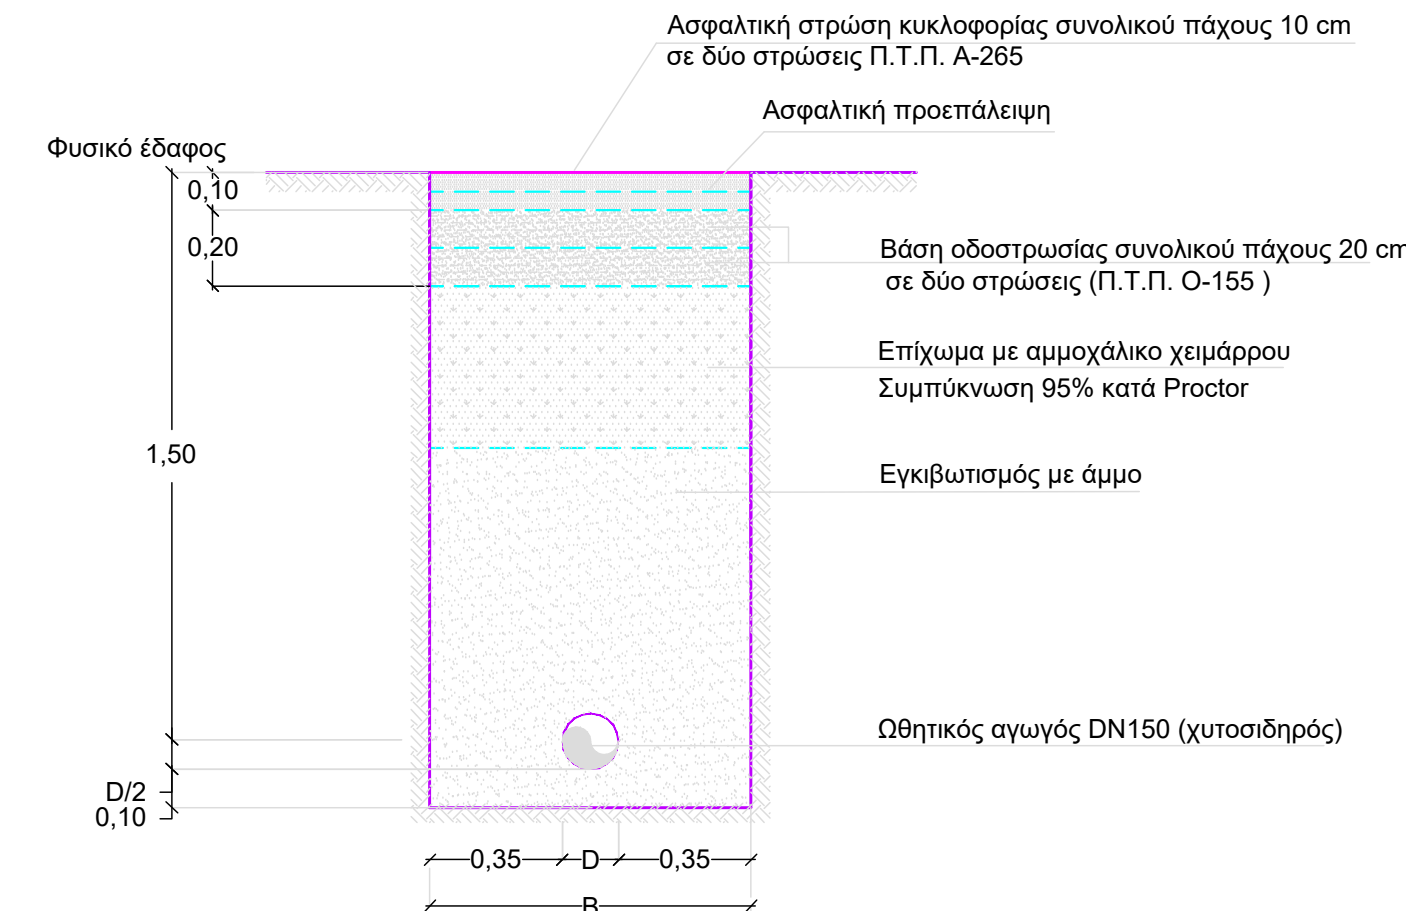 Ασφαλτική στρώση κυκλοφορίας συνολικού πάχους 10 cm
σε δύο στρώσεις Π.Τ.Π. Α-265
Ασφαλτική προεπάλειψη
Φυσικό έδαφος
0,10
0,20
Βάση οδοστρωσίας συνολικού πάχους 20 cm
σε δύο στρώσεις (Π.Τ.Π. Ο-155 )
Επίχωμα με αμμοχάλικο χειμάρρου
Συμπύκνωση 95% κατά Proctor
1,50
Εγκιβωτισμός με άμμο
Ωθητικός αγωγός DN150 (χυτοσιδηρός)
D/2
0,10
0,35 D 0,35
B